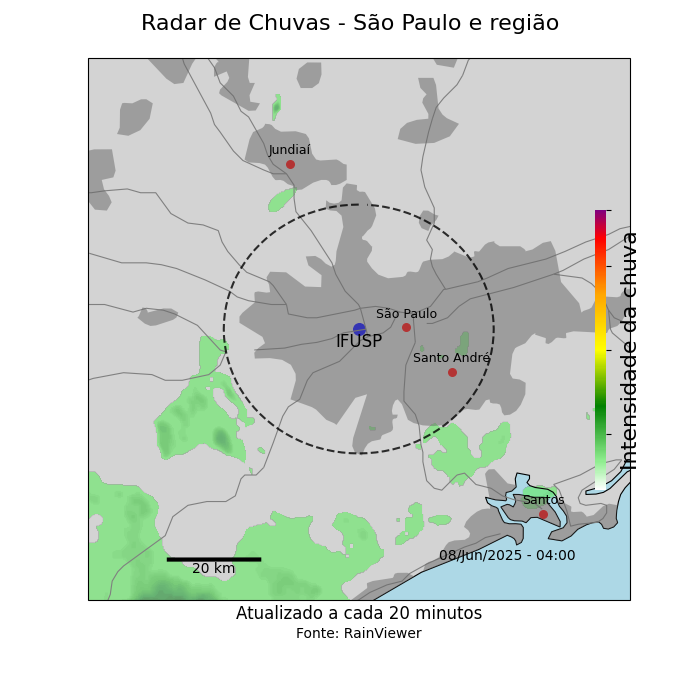 Radar de Chuvas - São Paulo e região
Jundiaí
São Paulo
IFUSP
Santo André
Intensidade da chuva
Santos
08/Jun/2025 - 04:00
20 km
Atualizado a cada 20 minutos
Fonte: RainViewer